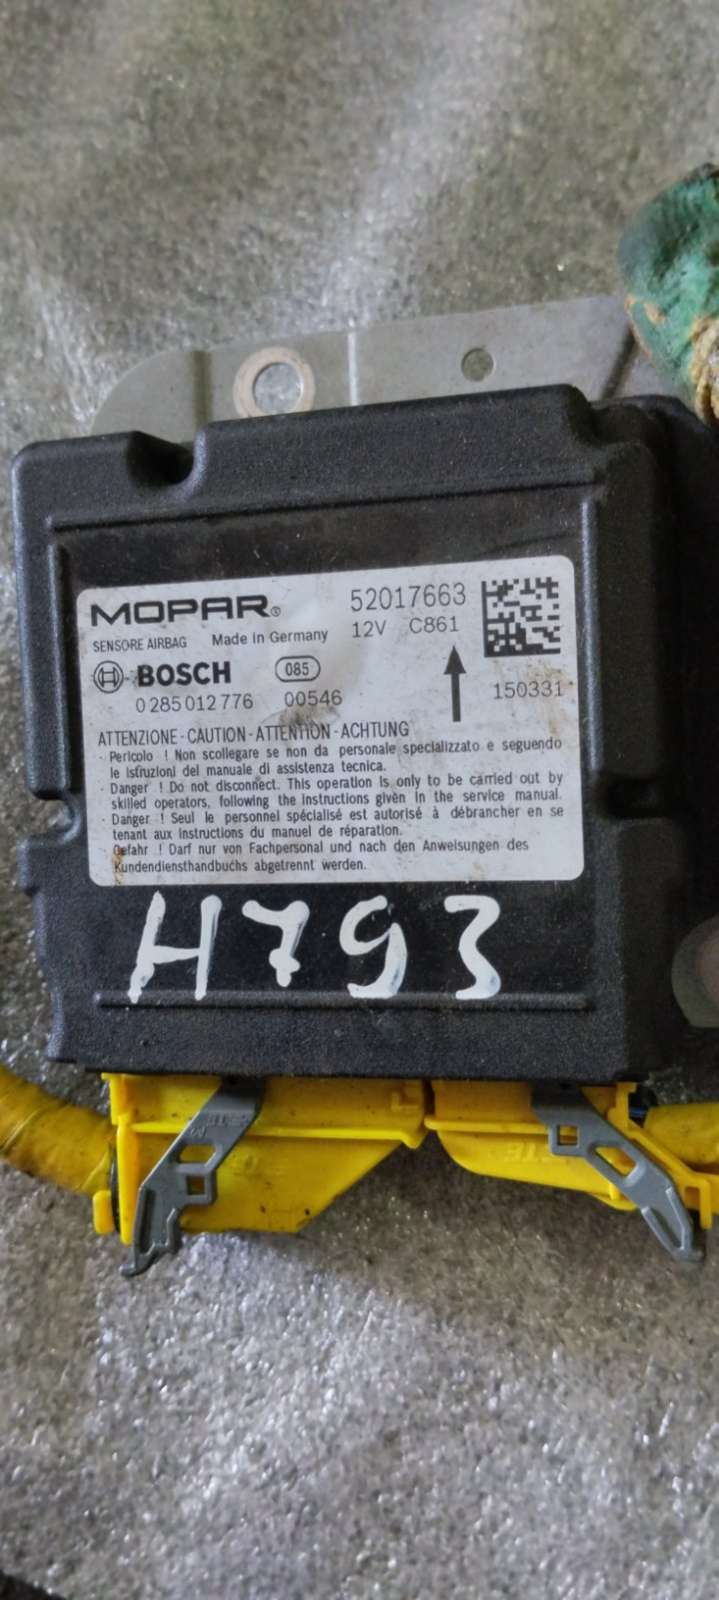 MOPAR® 52017663
SENSORE AIRBAG Made in Germany 12V C861
BOSCH 085
0 285 012 776 00546 150331
ATTENZIONE - CAUTION - ATTENTION - ACHTUNG
- Pericolo ! Non scollegare se non da personale specializzato e seguendo
le istruzioni del manuale di assistenza tecnica.
- Danger ! Do not disconnect. This operation is only to be carried out by
skilled operators, following the instructions given in the service manual.
- Danger ! Seul le personnel spécialisé est autorisé à débrancher en se
tenant aux instructions du manuel de réparation.
- Gefahr ! Darf nur von Fachpersonal und nach den Anweisungen des
Kundendiensthandbuchs abgetrennt werden.
H793